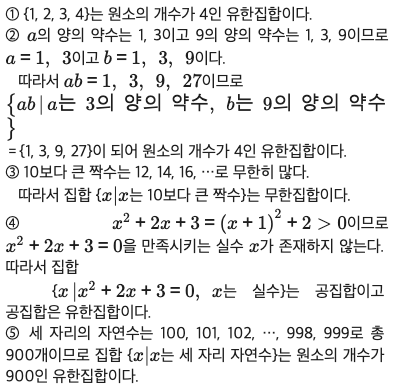 ① {1, 2, 3, 4}는 원소의 개수가 4인 유한집합이다.
② a의 양의 약수는 1, 3이고 9의 양의 약수는 1, 3, 9이므로
a = 1, 3이고 b = 1, 3, 9이다.
따라서 ab = 1, 3, 9, 27이므로
{ab | a는 3의 양의 약수, b는 9의 양의 약수
}
= {1, 3, 9, 27}이 되어 원소의 개수가 4인 유한집합이다.
③ 10보다 큰 짝수는 12, 14, 16, ⋯로 무한히 많다.
따라서 집합 {x|x는 10보다 큰 짝수}는 무한집합이다.
④ x² + 2x + 3 = (x + 1)² + 2 > 0이므로
x² + 2x + 3 = 0을 만족시키는 실수 x가 존재하지 않는다.
따라서 집합
{x |x² + 2x + 3 = 0, x는 실수}는 공집합이고
공집합은 유한집합이다.
⑤ 세 자리의 자연수는 100, 101, 102, ⋯, 998, 999로 총
900개이므로 집합 {x|x는 세 자리 자연수}는 원소의 개수가
900인 유한집합이다.